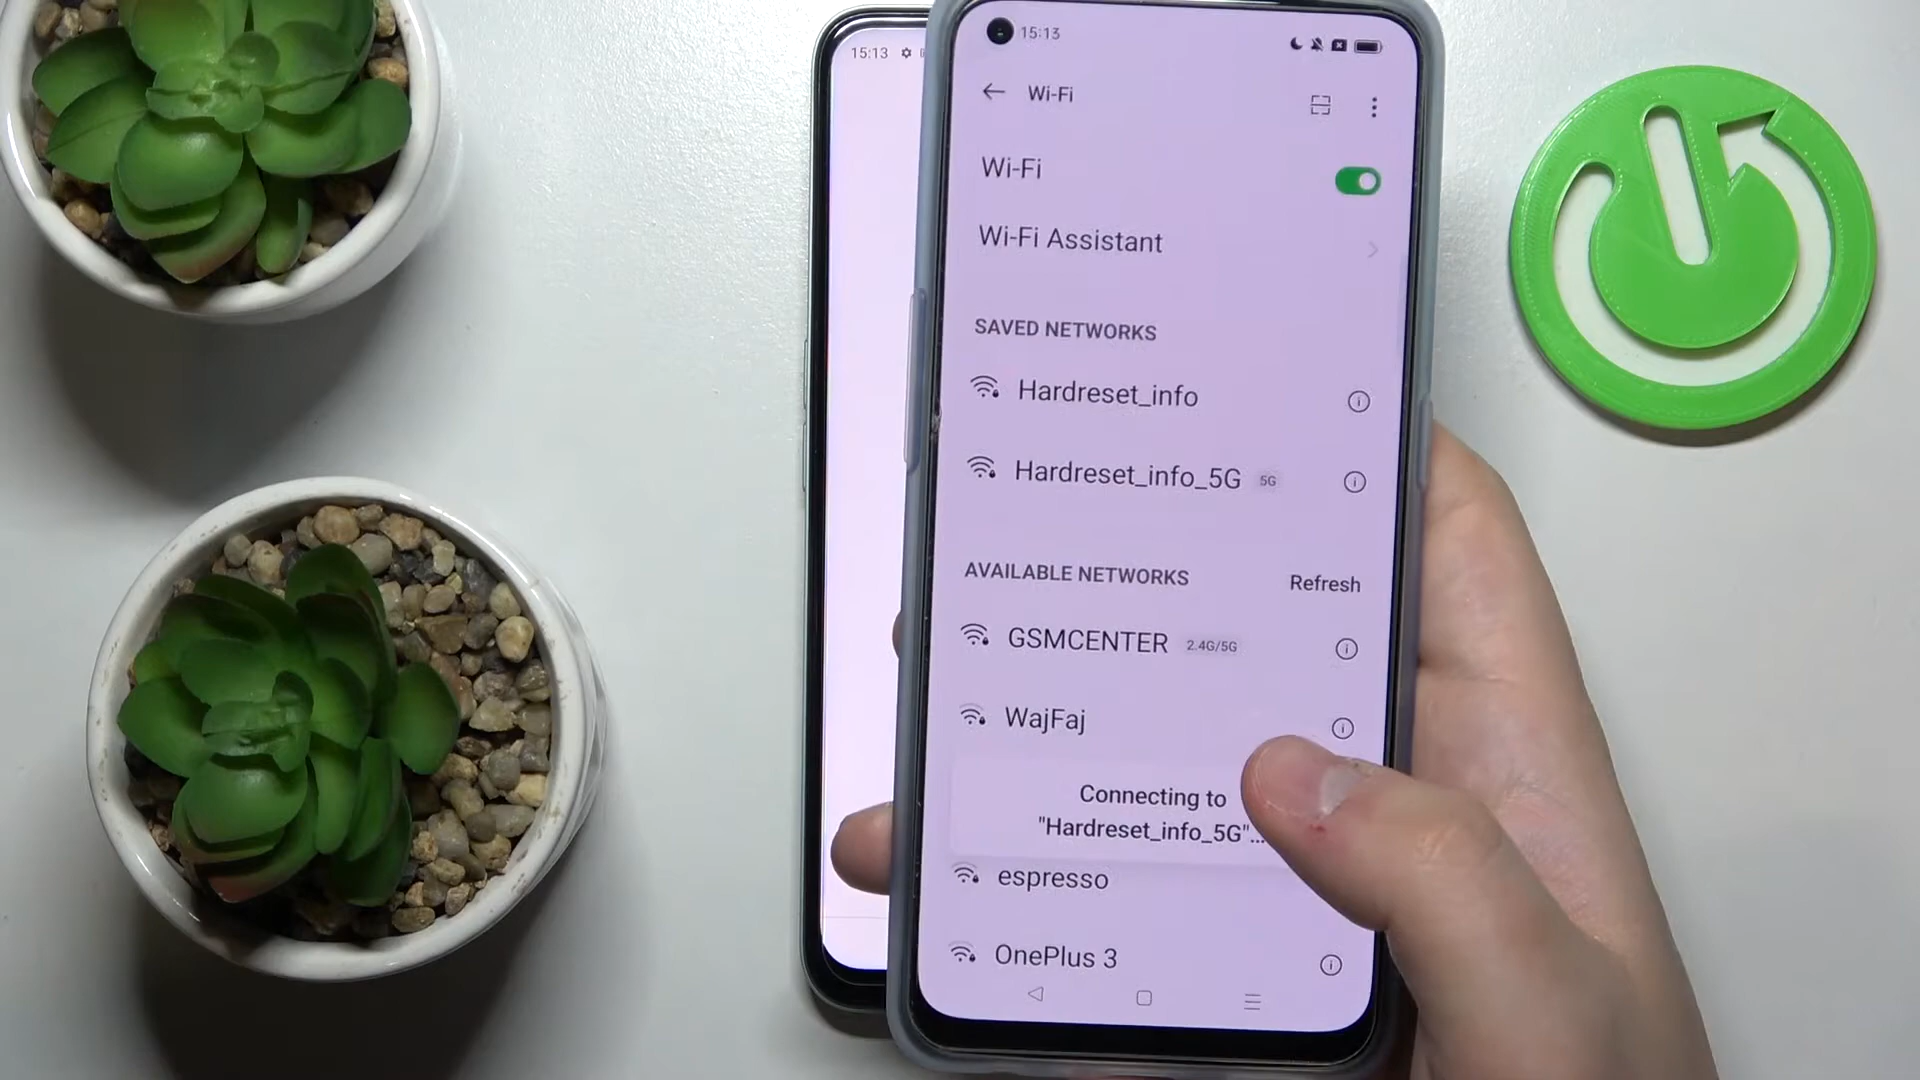 15:13
15:13
Wi-Fi
Wi-Fi
Wi-Fi Assistant
SAVED NETWORKS
Hardreset_info
Hardreset_info_5G 5G
AVAILABLE NETWORKS Refresh
GSMCENTER 2.4G/5G
WajFaj
Connecting to
"Hardreset_info_5G"...
espresso
OnePlus 3